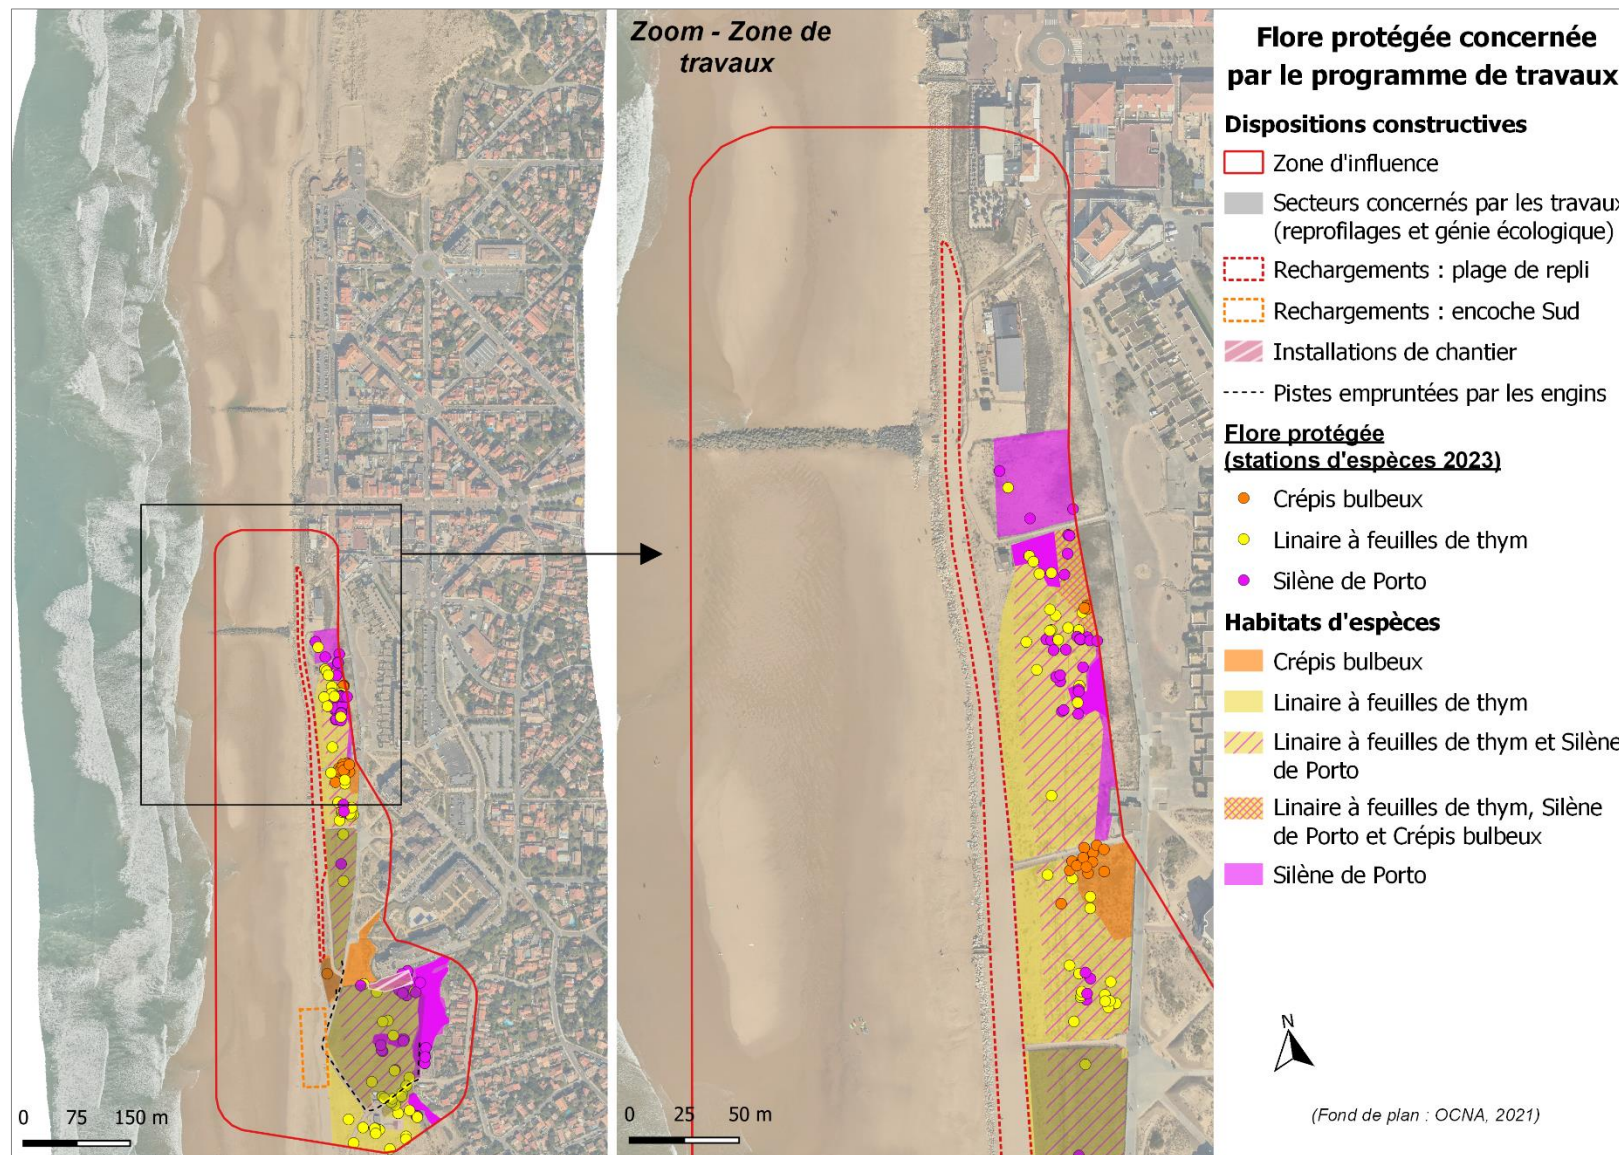 Zoom - Zone de
travaux
0 75 150 m
0 25 50 m
Flore protégée concernée
par le programme de travaux
Dispositions constructives
Zone d'influence
Secteurs concernés par les travaux
(reprofilages et génie écologique)
Rechargements : plage de repli
Rechargements : encoche Sud
Installations de chantier
Pistes empruntées par les engins
Flore protégée
(stations d'espèces 2023)
Crépis bulbeux
Linaire à feuilles de thym
Silène de Porto
Habitats d'espèces
Crépis bulbeux
Linaire à feuilles de thym
Linaire à feuilles de thym et Silène
de Porto
Linaire à feuilles de thym, Silène
de Porto et Crépis bulbeux
Silène de Porto
N
(Fond de plan : OCNA, 2021)